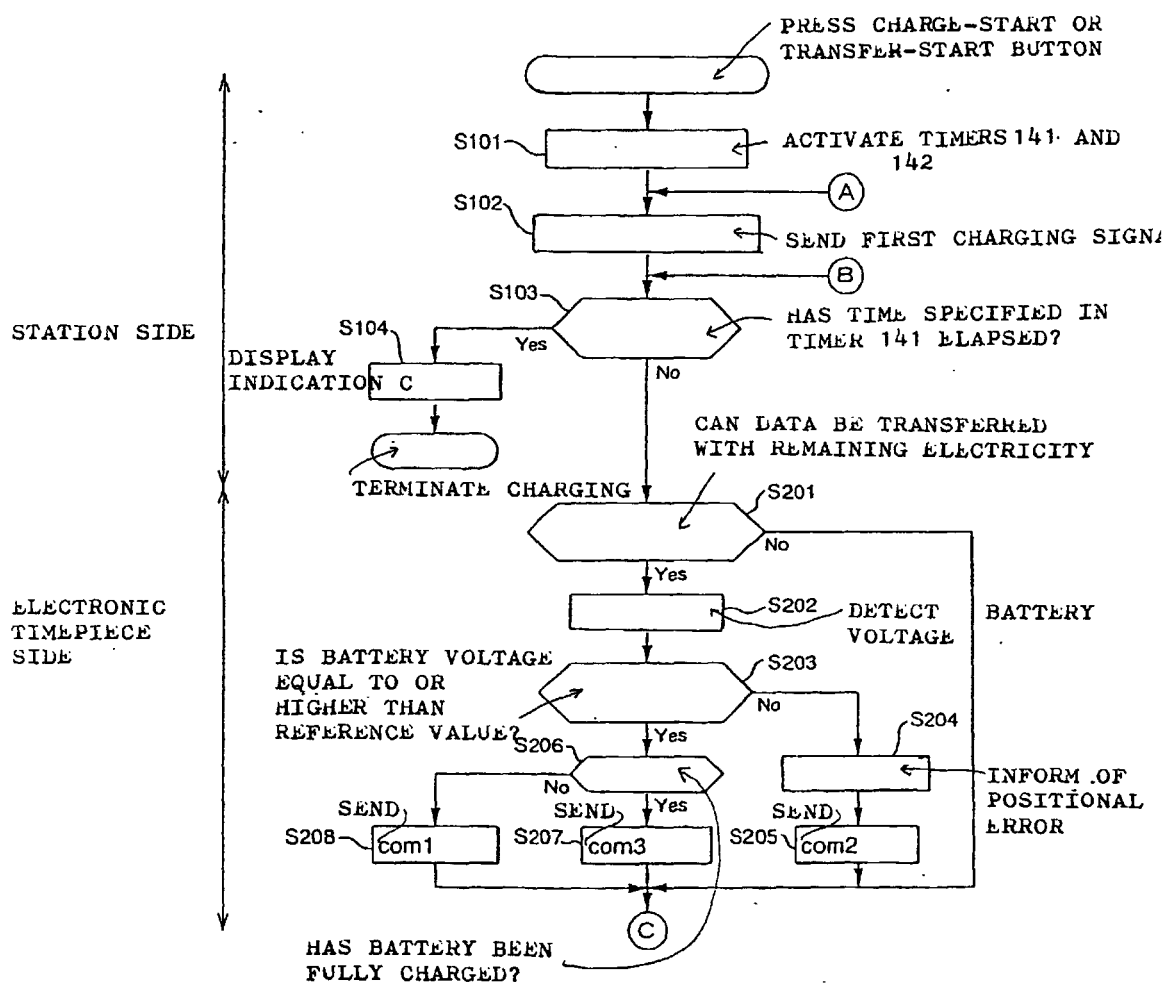 PRESS CHARGE-START OR
TRANSFER-START BUTTON
S101
ACTIVATE TIMERS 141 AND
142
A
S102
SEND FIRST CHARGING SIGNA
B
S103
HAS TIME SPECIFIED IN
TIMER 141 ELAPSED?
STATION SIDE
S104
Yes
No
DISPLAY
INDICATION C
CAN DATA BE TRANSFERRED
WITH REMAINING ELECTRICITY
TERMINATE CHARGING
S201
No
Yes
ELECTRONIC
TIMEPIECE
SIDE
S202
DETECT
VOLTAGE
BATTERY
IS BATTERY VOLTAGE
EQUAL TO OR
HIGHER THAN
REFERENCE VALUE?
S203
No
Yes
S204
S206
No
Yes
INFORM OF
POSITIONAL
ERROR
SEND
S208
com1
SEND
S207
com3
SEND
S205
com2
C
HAS BATTERY BEEN
FULLY CHARGED?